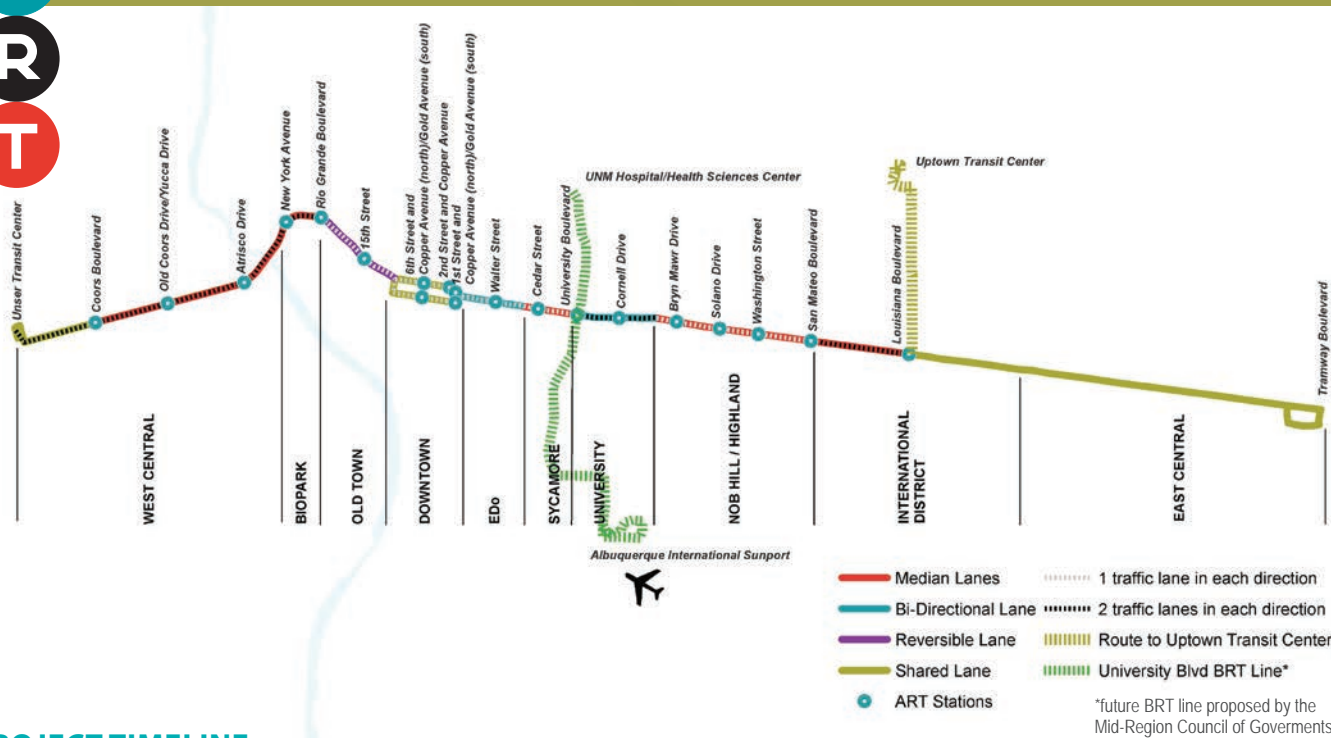 R
T
Unser Transit Center
Coors Boulevard
Old Coors Drive/Yucca Drive
Atrisco Drive
New York Avenue
Rio Grande Boulevard
15th Street
6th Street and
Copper Avenue (north)/Gold Avenue (south)
2nd Street and Copper Avenue
1st Street and
Copper Avenue (north)/Gold Avenue (south)
Walter Street
Cedar Street
University Boulevard
UNM Hospital/Health Sciences Center
Cornell Drive
Bryn Mawr Drive
Solano Drive
Washington Street
San Mateo Boulevard
Louisiana Boulevard
Uptown Transit Center
Tramway Boulevard
WEST CENTRAL
BIOPARK
OLD TOWN
DOWNTOWN
EDo
SYCAMORE
UNIVERSITY
NOB HILL / HIGHLAND
INTERNATIONAL
DISTRICT
EAST CENTRAL
Albuquerque International Sunport
Median Lanes
Bi-Directional Lane
Reversible Lane
Shared Lane
ART Stations
1 traffic lane in each direction
2 traffic lanes in each direction
Route to Uptown Transit Center
University Blvd BRT Line*
*future BRT line proposed by the
Mid-Region Council of Goverments
ROJECT TIMELINE